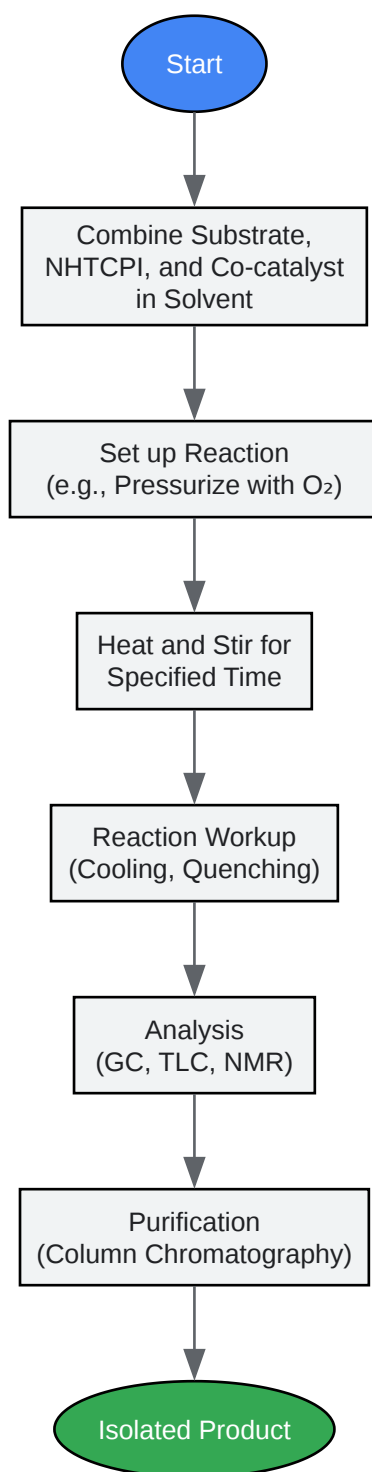 Start
Combine Substrate,
NHTCPI, and Co-catalyst
in Solvent
Set up Reaction
(e.g., Pressurize with O₂)
Heat and Stir for
Specified Time
Reaction Workup
(Cooling, Quenching)
Analysis
(GC, TLC, NMR)
Purification
(Column Chromatography)
Isolated Product